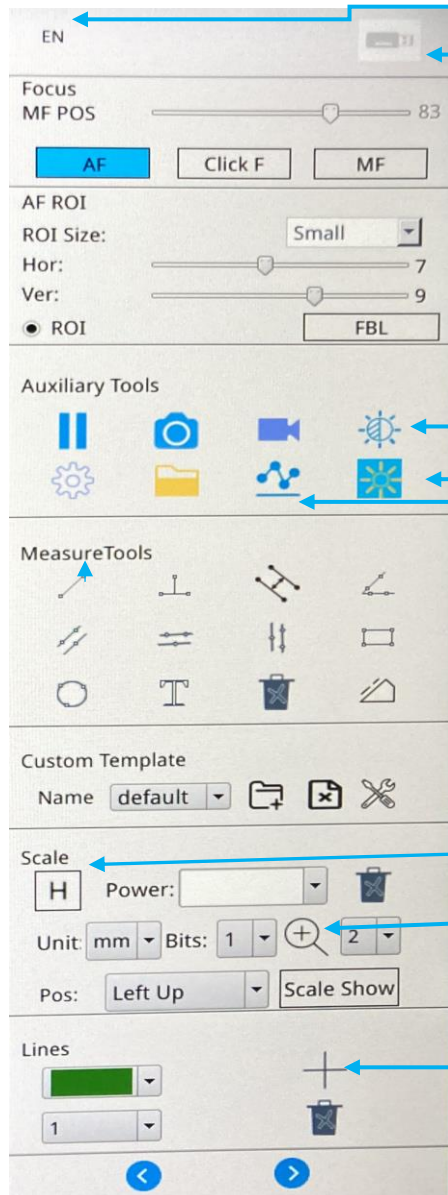 EN
Focus
MF POS 83
AF Click F MF
AF ROI
ROI Size: Small
Hor: 7
Ver: 9
ROI FBL
Auxiliary Tools
MeasureTools
T
Custom Template
Name default
Scale
H Power:
Unit: mm Bits: 1 2
Pos: Left Up Scale Show
Lines
1